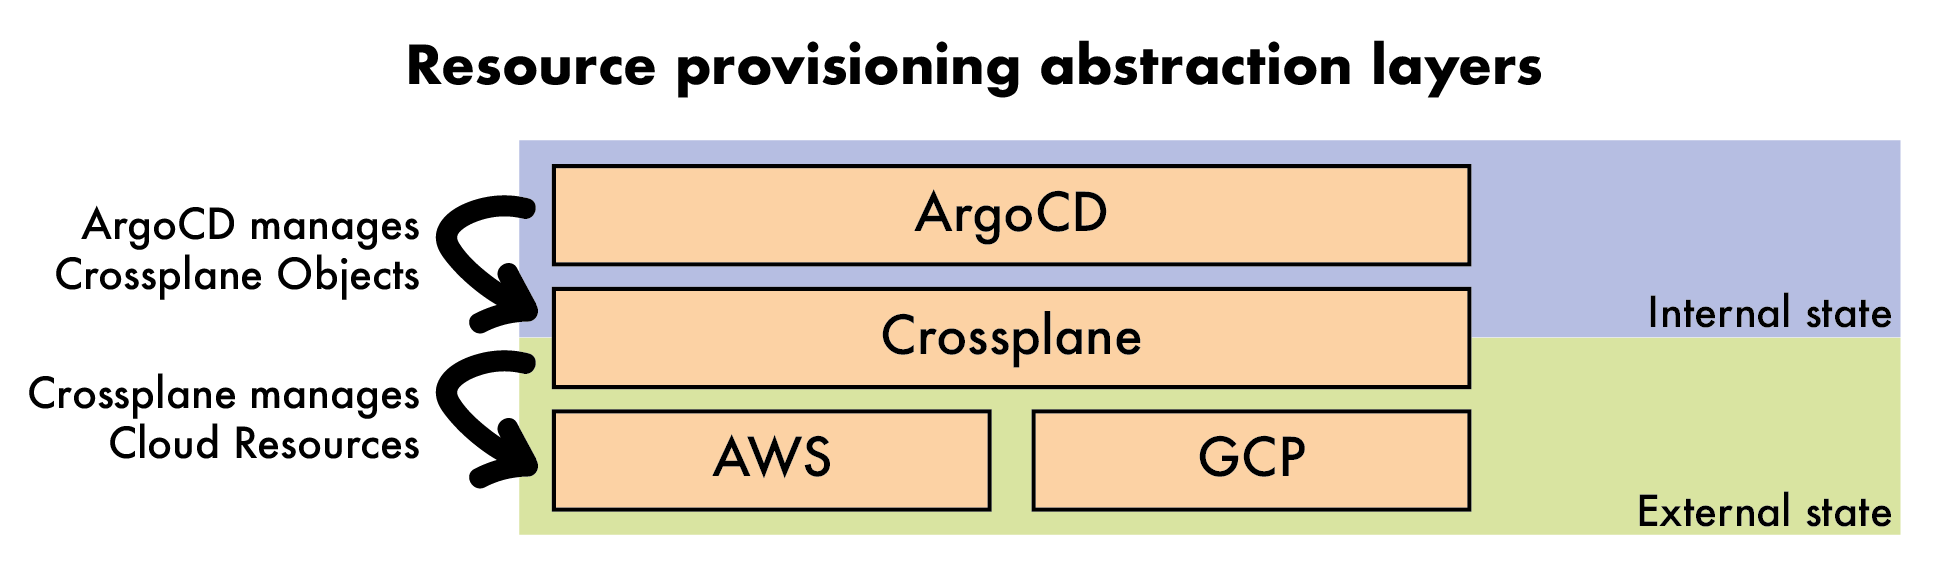 Resource provisioning abstraction layers
ArgoCD manages
Crossplane Objects
ArgoCD
Crossplane
Internal state
Crossplane manages
Cloud Resources
AWS
GCP
External state